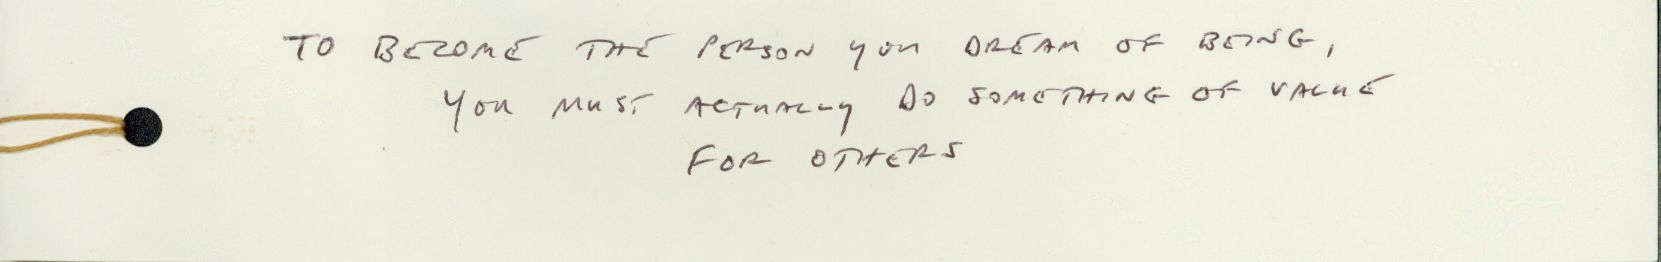 TO BECOME THE PERSON YOU DREAM OF BEING,
YOU MUST ACTUALLY DO SOMETHING OF VALUE
FOR OTHERS